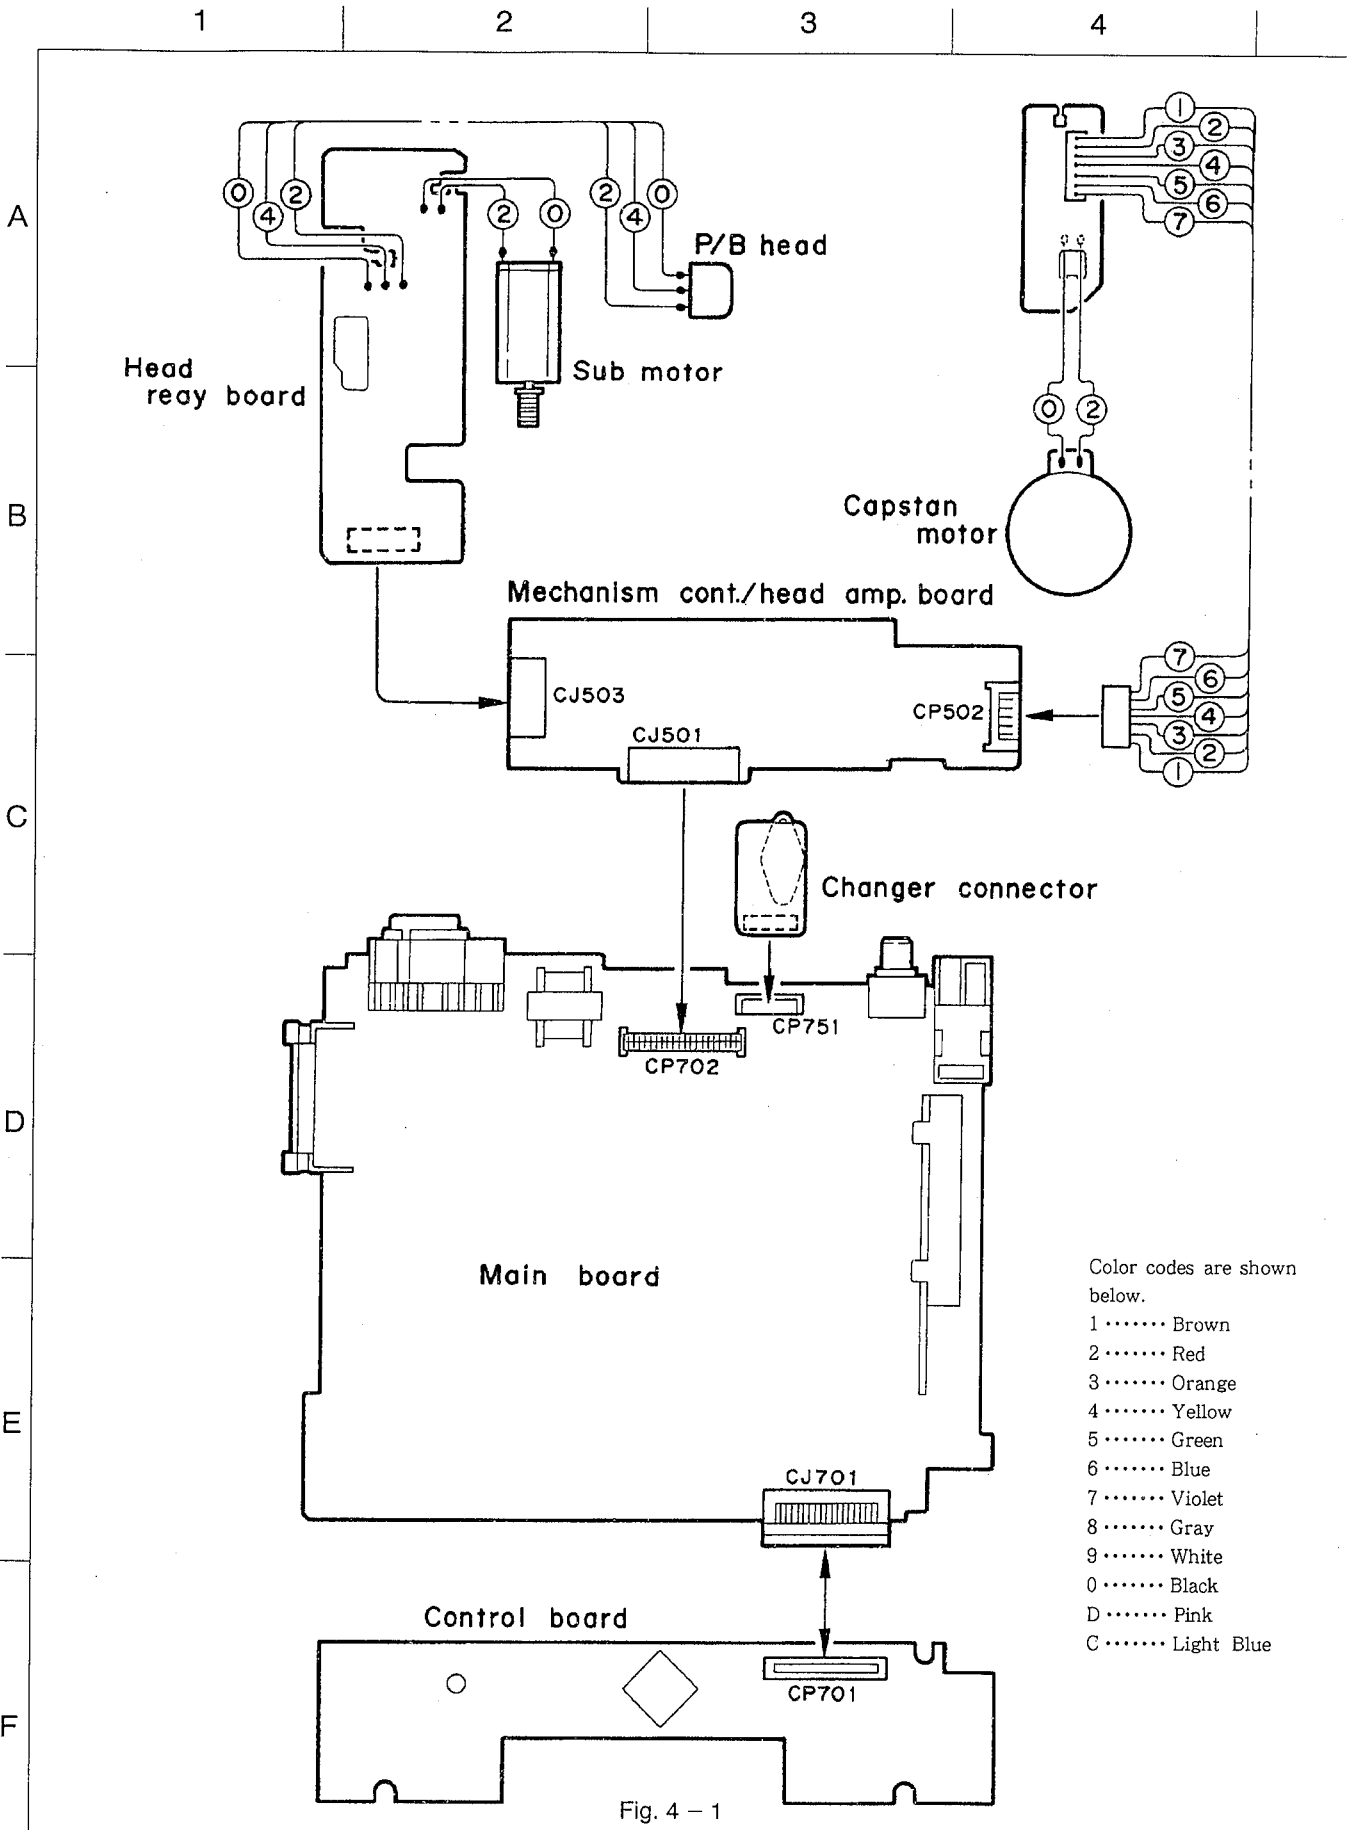 1 2 3 4
A
B
C
D
E
F
0 4 2
2 0
2 4 0
P/B head
Sub motor
Head
reay board
1
2
3
4
5
6
7
0 2
Capstan
motor
Mechanism cont./head amp. board
CJ503
CJ501
CP502
7
6
5
4
3
2
1
Changer connector
CP751
CP702
Main board
CJ701
Control board
CP701
Color codes are shown
below.
1 ······· Brown
2 ······· Red
3 ······· Orange
4 ······· Yellow
5 ······· Green
6 ······· Blue
7 ······· Violet
8 ······· Gray
9 ······· White
0 ······· Black
D ······· Pink
C ······· Light Blue
Fig. 4 – 1